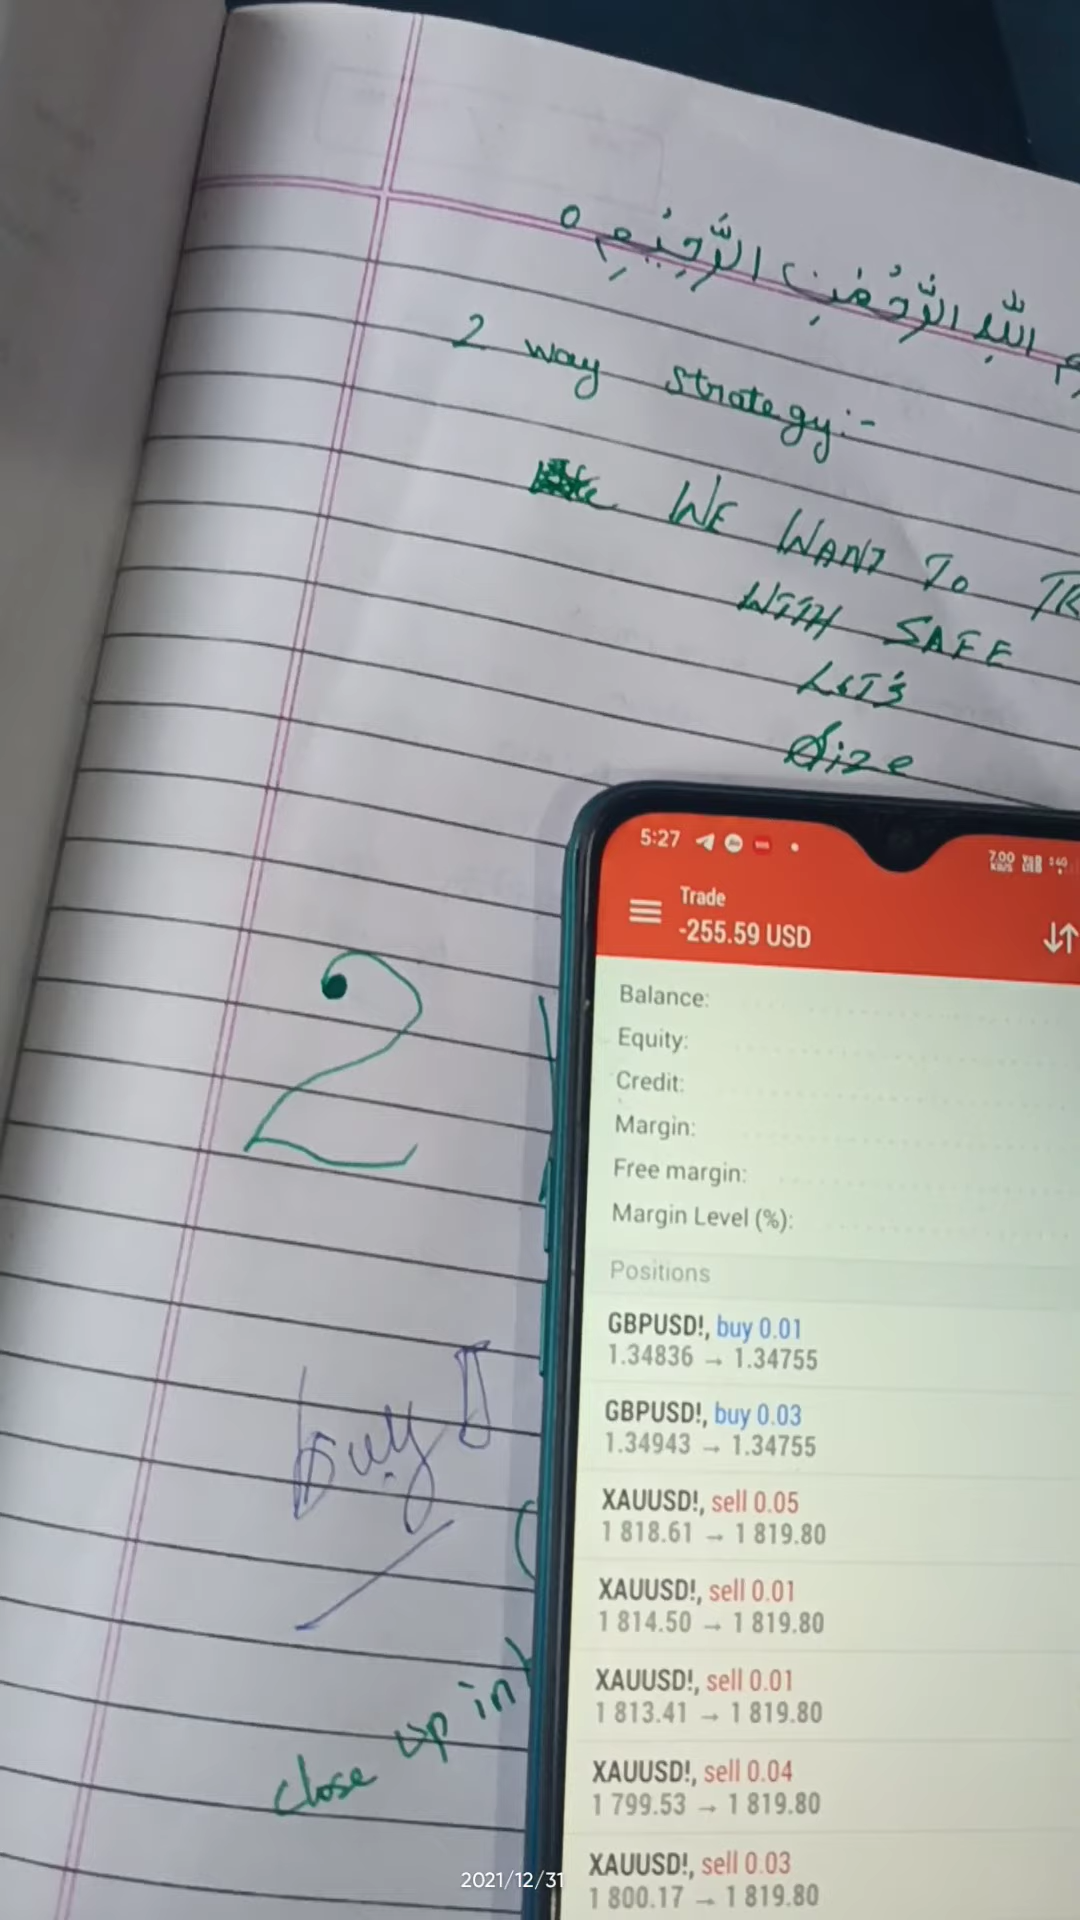 اللهِ الرَّحْمٰنِ الرَّحِيْمِ ه
2 way strategy:-
WE WANT TO
WITH SAFE
LOT'S
Size
5:27
7.00 KB/S
Trade
-255.59 USD
Balance:
Equity:
Credit:
Margin:
Free margin:
Margin Level (%):
Positions
GBPUSD!, buy 0.01
1.34836 → 1.34755
GBPUSD!, buy 0.03
1.34943 → 1.34755
XAUUSD!, sell 0.05
1 818.61 → 1 819.80
XAUUSD!, sell 0.01
1 814.50 → 1 819.80
XAUUSD!, sell 0.01
1 813.41 → 1 819.80
XAUUSD!, sell 0.04
1 799.53 → 1 819.80
XAUUSD!, sell 0.03
1 800.17 → 1 819.80
2
buy
close up in
2021/12/31